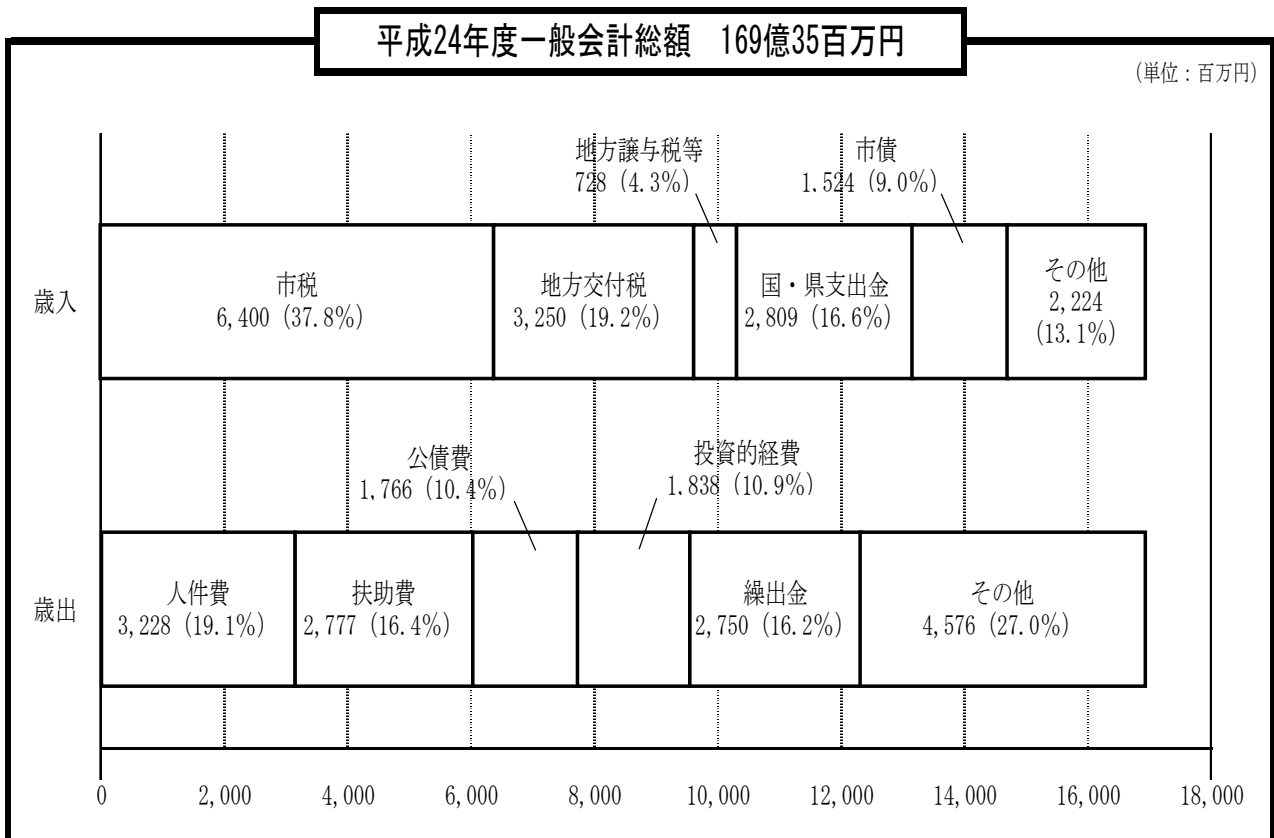 平成24年度一般会計総額　169億35百万円
(単位：百万円)
地方譲与税等
728 (4.3%)
市債
1.524 (9.0%)
歳入
市税
6,400 (37.8%)
地方交付税
3,250 (19.2%)
国・県支出金
2,809 (16.6%)
その他
2,224
(13.1%)
公債費
1,766 (10.4%)
投資的経費
1.838 (10.9%)
歳出
人件費
3,228 (19.1%)
扶助費
2,777 (16.4%)
繰出金
2,750 (16.2%)
その他
4,576 (27.0%)
0 2,000 4,000 6,000 8,000 10,000 12,000 14,000 16,000 18,000